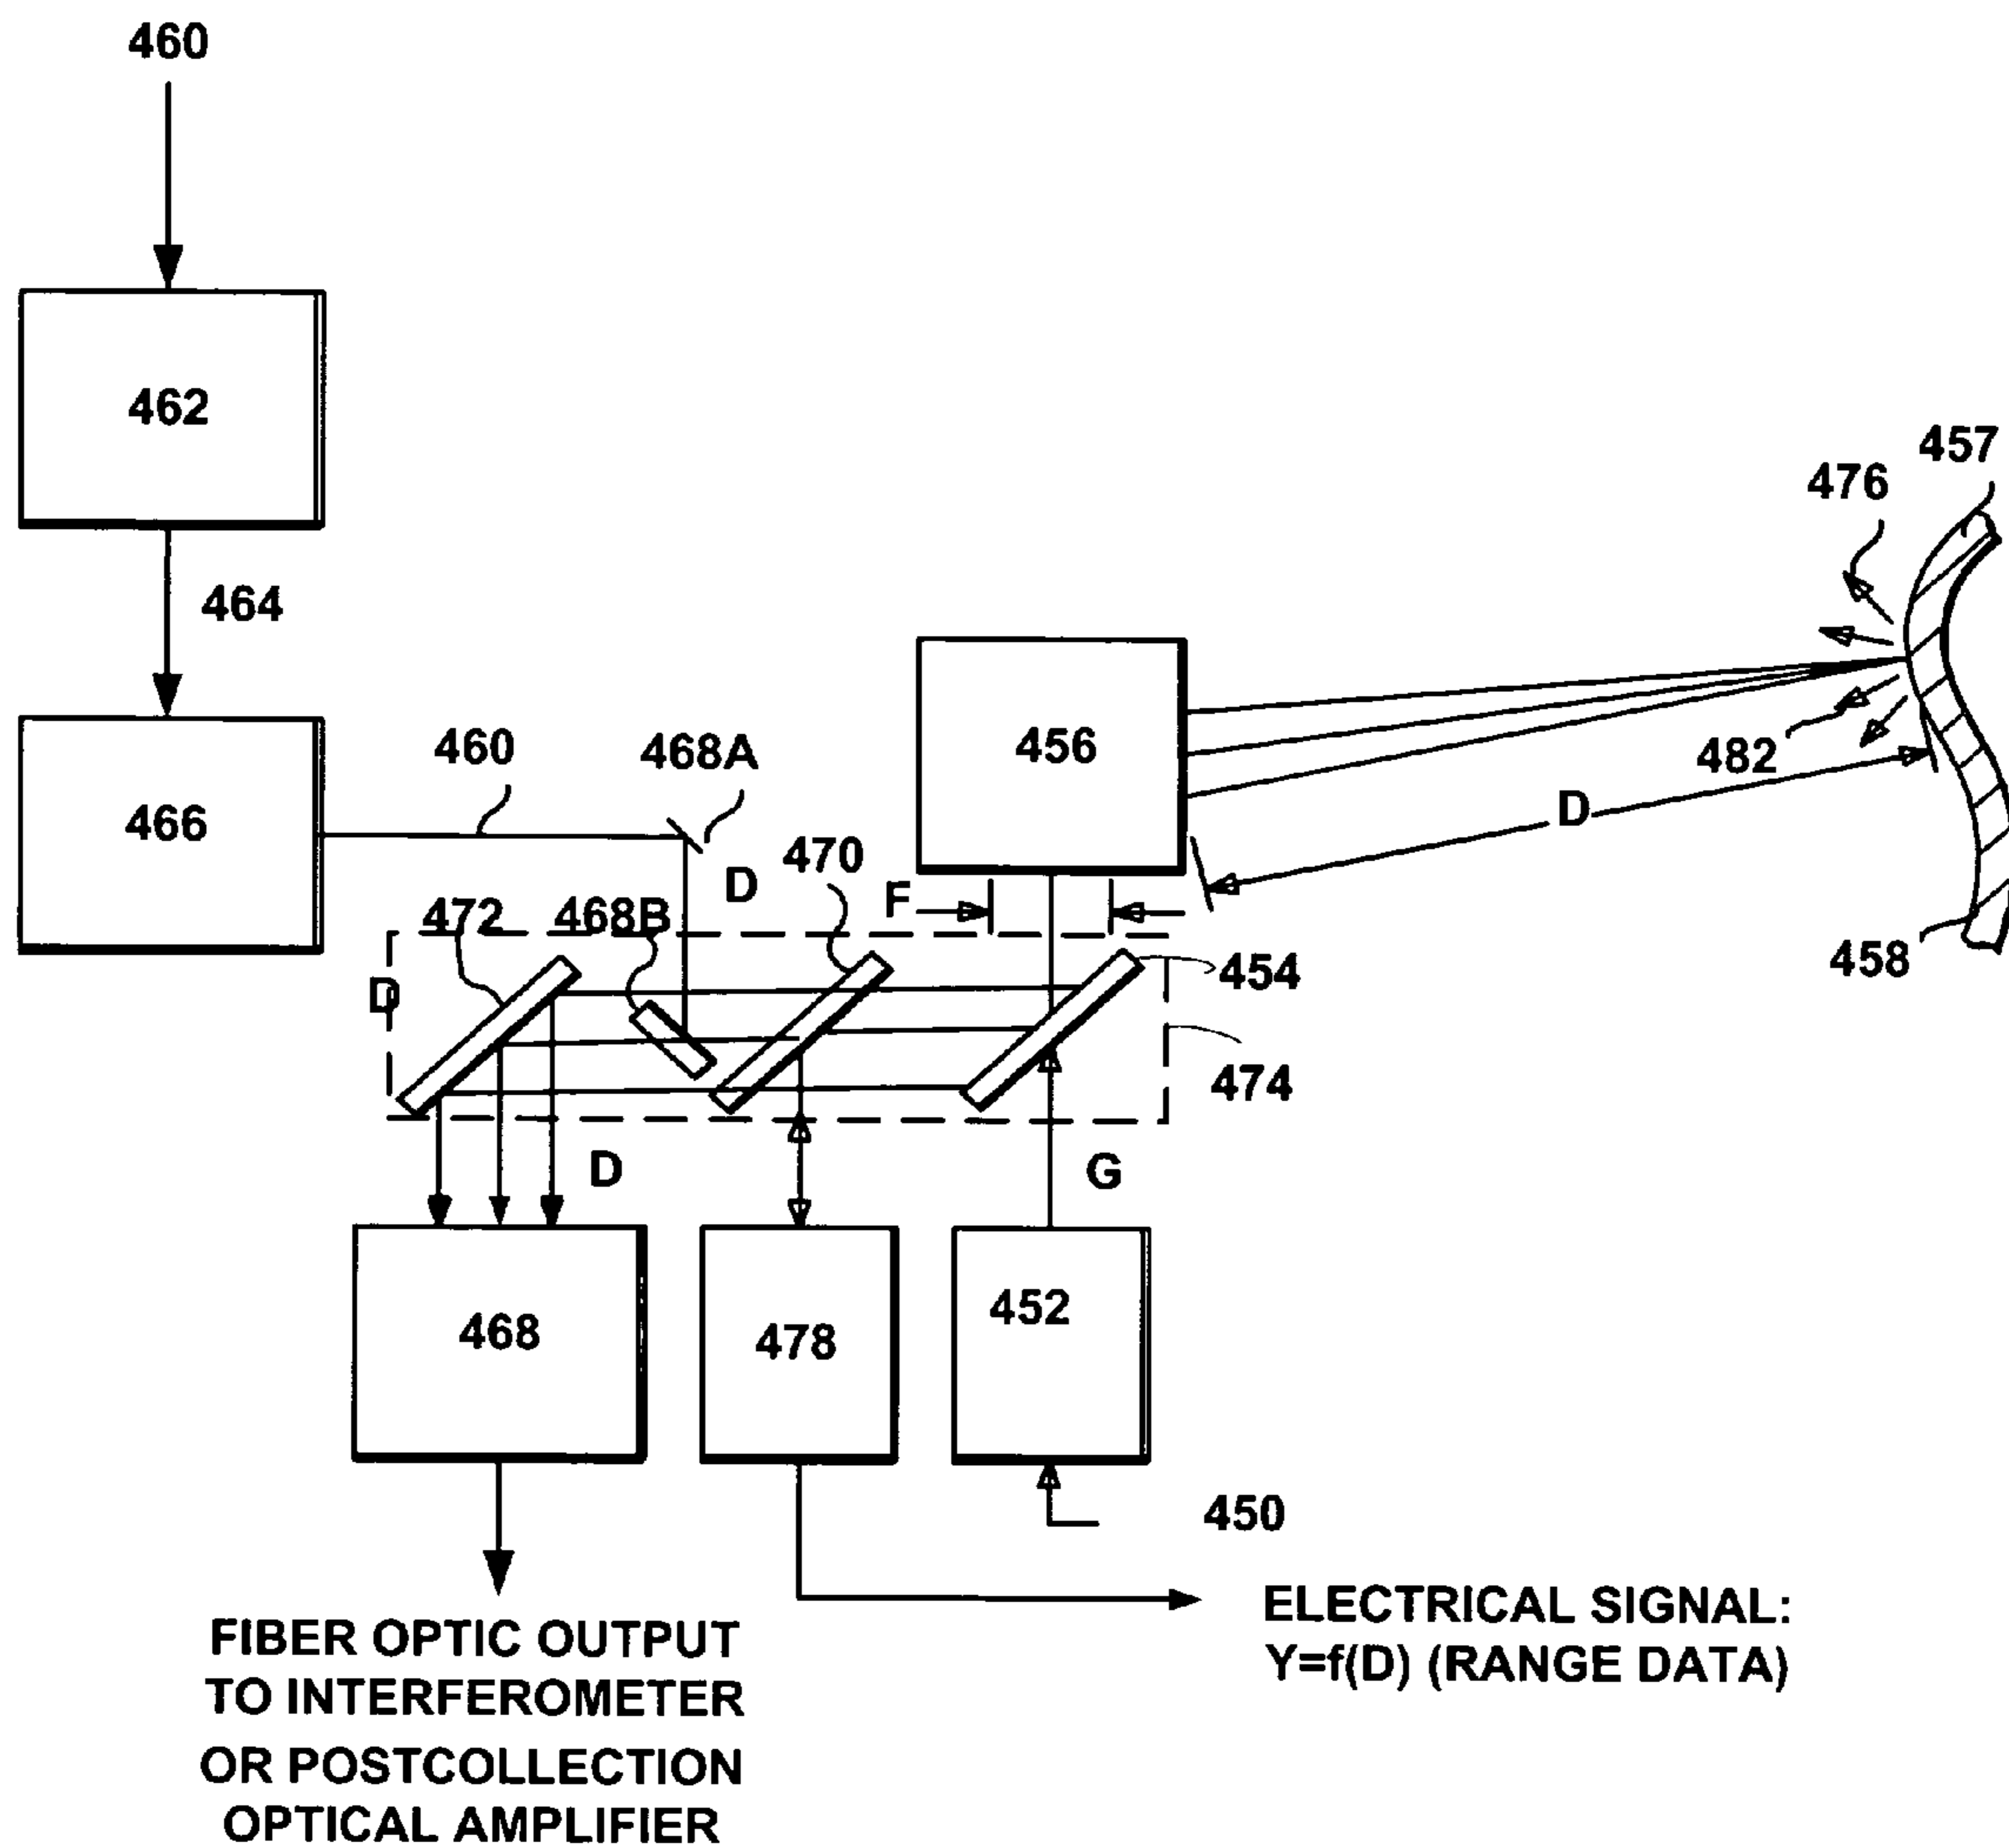 460
462
464
466
460
468A
470
472
468B
D
D
F
456
457
476
482
D
458
454
474
D
G
468
478
452
450
FIBER OPTIC OUTPUT
TO INTERFEROMETER
OR POSTCOLLECTION
OPTICAL AMPLIFIER
ELECTRICAL SIGNAL:
Y=f(D) (RANGE DATA)